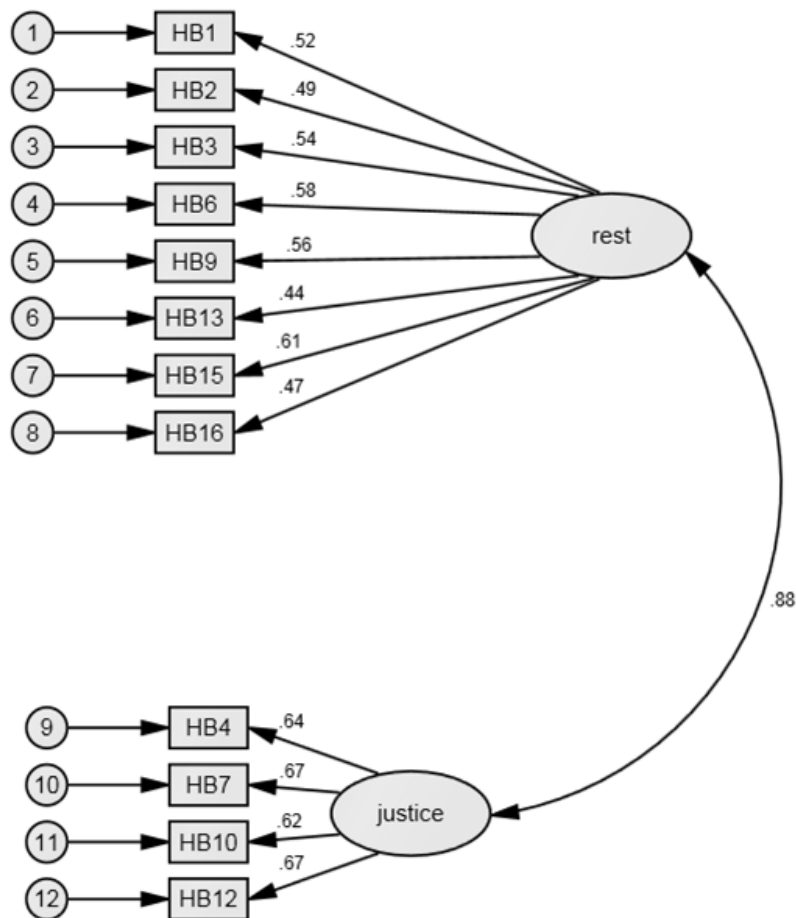 1 HB1 .52
2 HB2 .49
3 HB3 .54
4 HB6 .58
rest
5 HB9 .56
6 HB13 .44
7 HB15 .61
8 HB16 .47
.88
9 HB4 .64
10 HB7 .67
justice
11 HB10 .62
12 HB12 .67